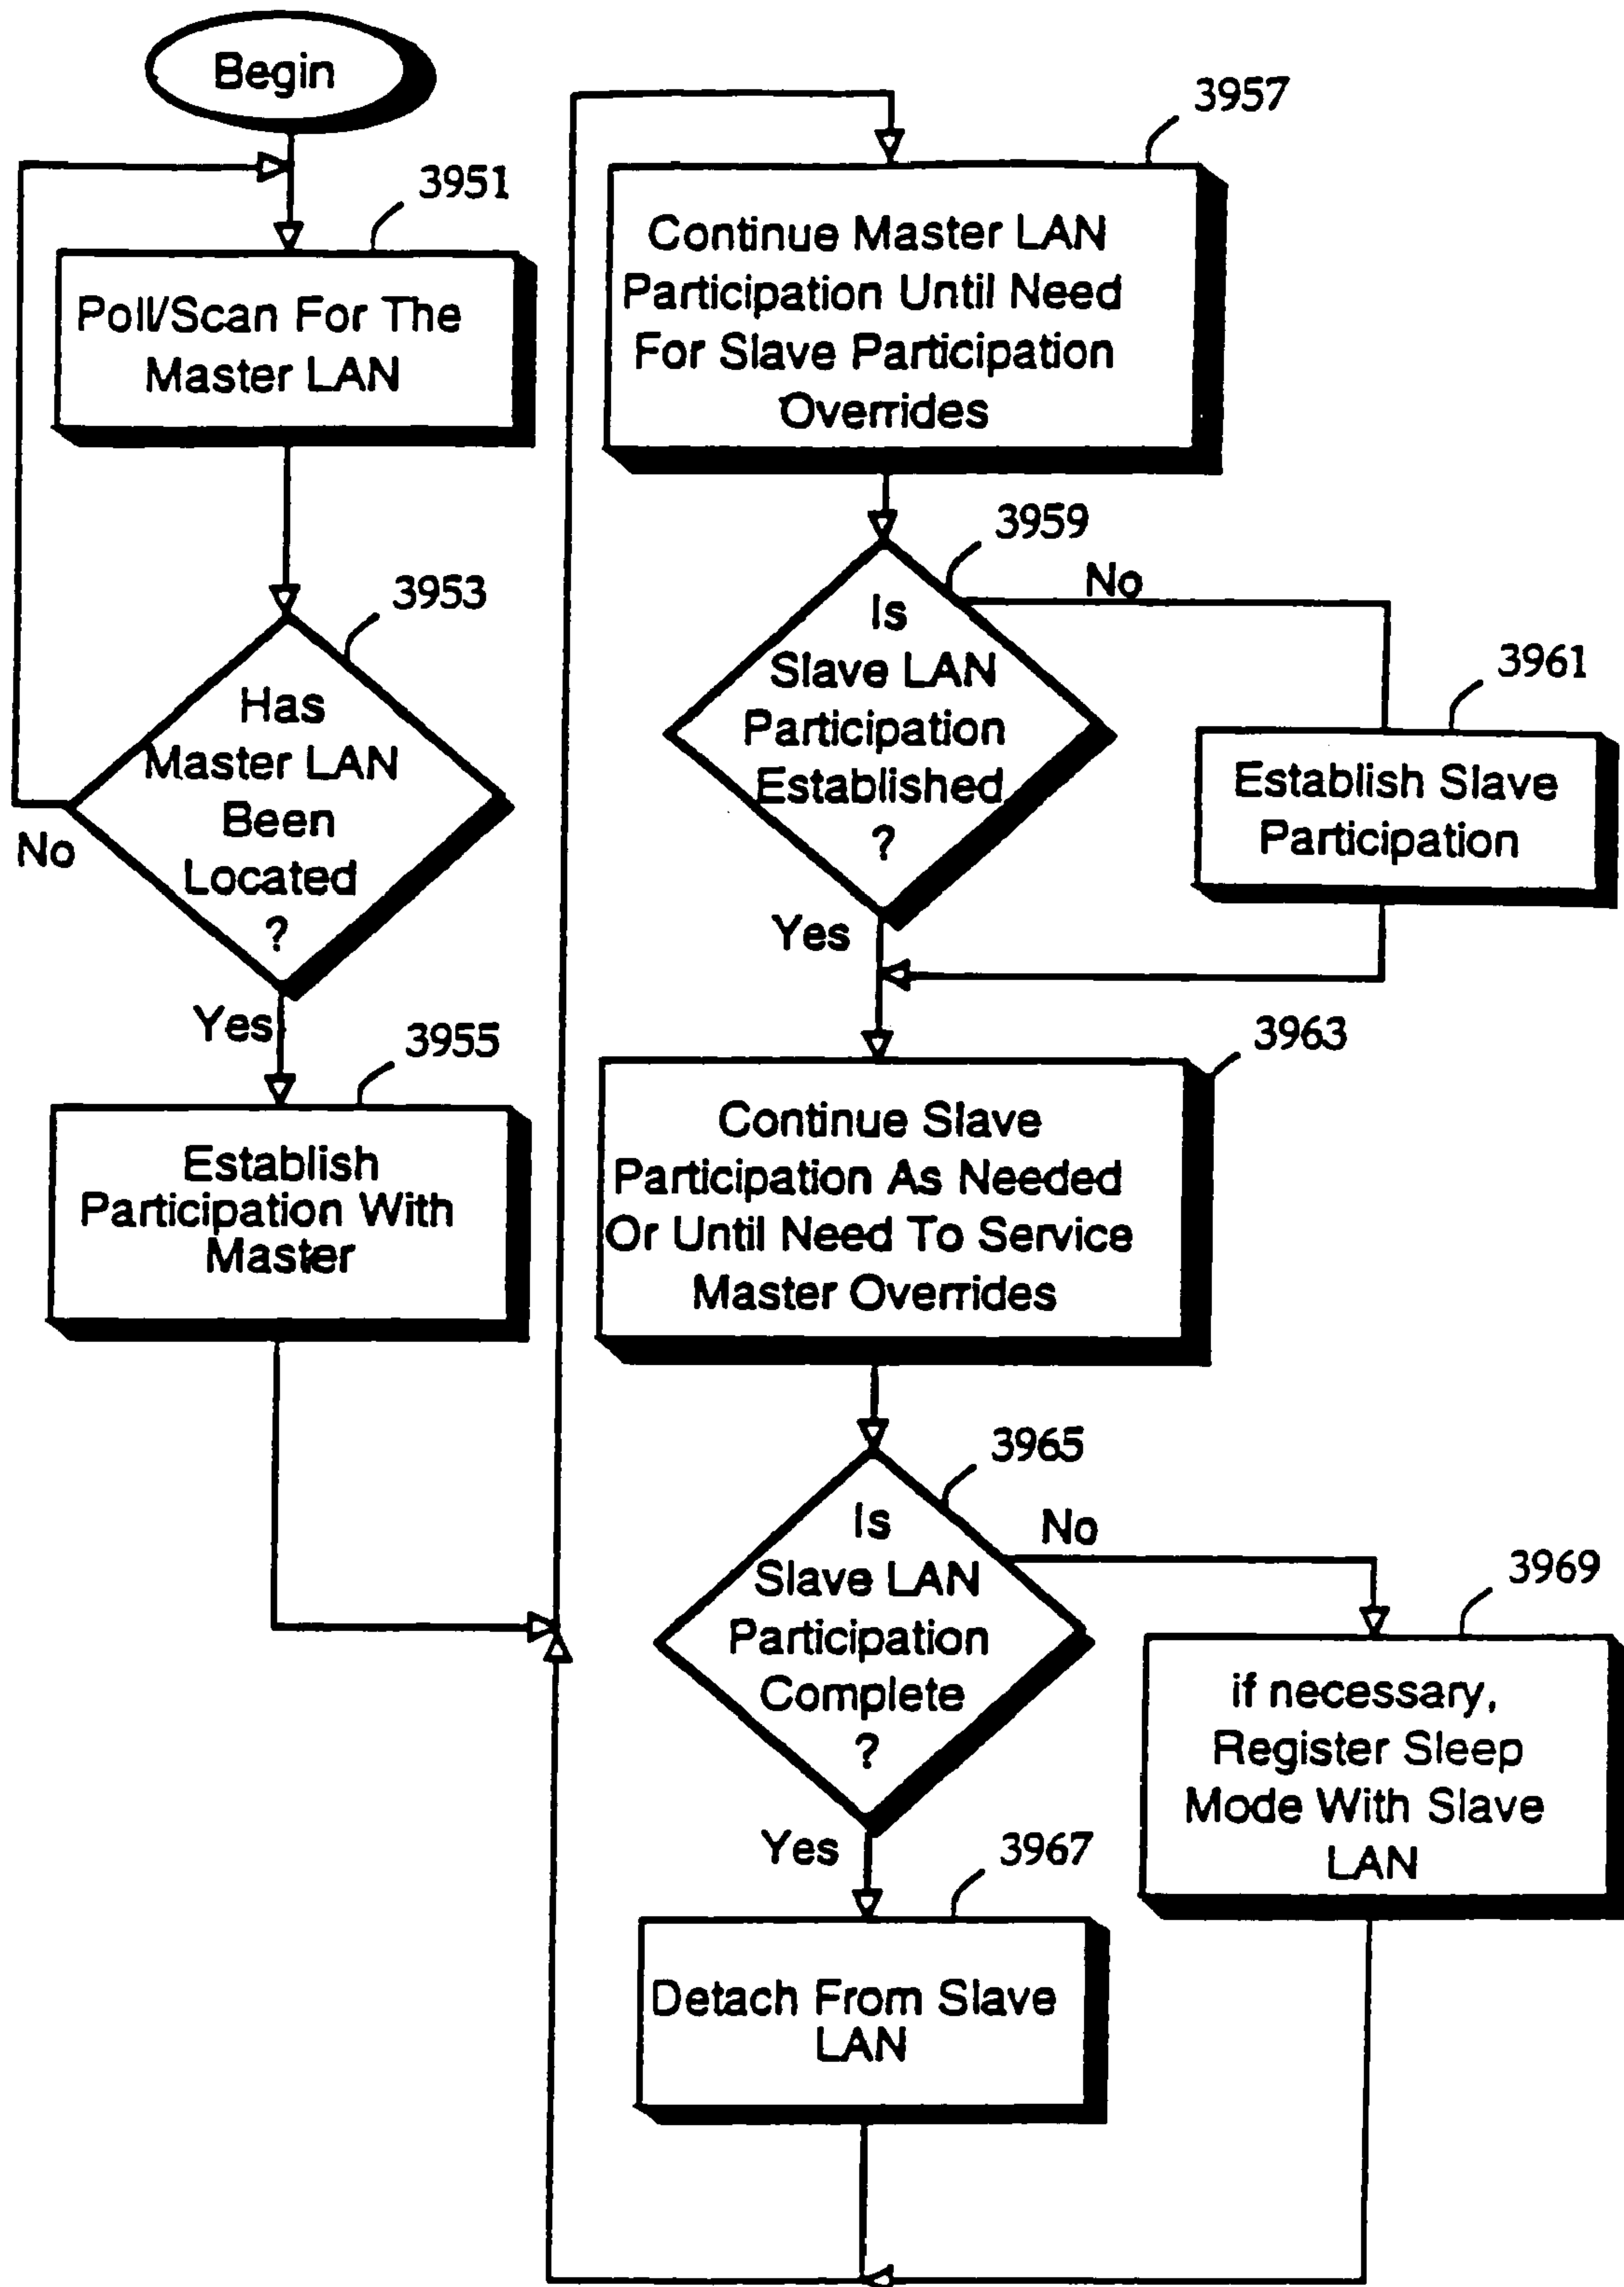 Begin
3951
Poll/Scan For The
Master LAN
3953
Has
Master LAN
Been
Located
?
No
Yes
3955
Establish
Participation With
Master
3957
Continue Master LAN
Participation Until Need
For Slave Participation
Overrides
3959
Is
Slave LAN
Participation
Established
?
No
3961
Establish Slave
Participation
Yes
3963
Continue Slave
Participation As Needed
Or Until Need To Service
Master Overrides
3965
Is
Slave LAN
Participation
Complete
?
No
3969
if necessary,
Register Sleep
Mode With Slave
LAN
Yes
3967
Detach From Slave
LAN